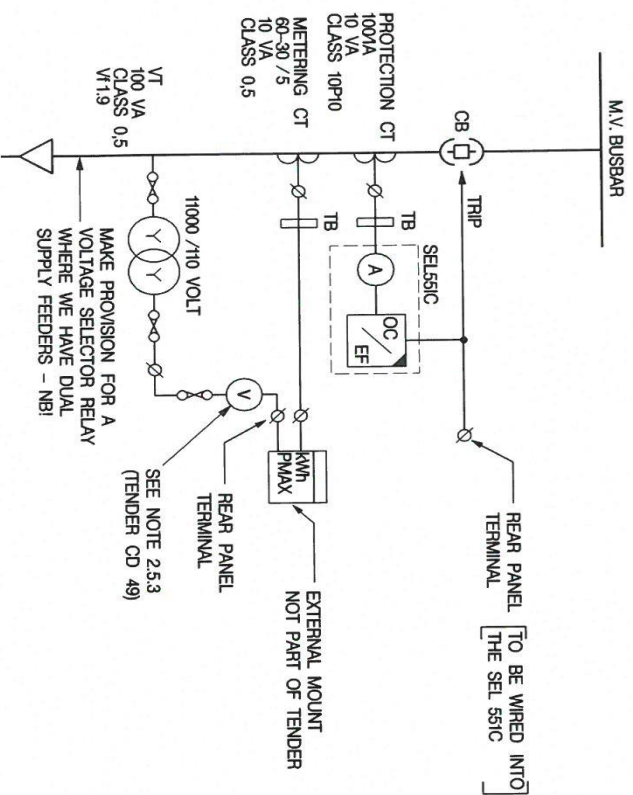 M.V. BUSBAR
CB
TRIP
REAR PANEL
TERMINAL
TO BE WIRED INTO
THE SEL 551C
PROTECTION CT
100/1A
10 VA
CLASS 10P10
TB
SEL551C
A
OC
EF
METERING CT
60-30 /5
10 VA
CLASS 0,5
TB
kWh
PMAX
EXTERNAL MOUNT
NOT PART OF TENDER
REAR PANEL
TERMINAL
V
SEE NOTE 2.5.3
(TENDER CD 49)
11000 /110 VOLT
Y
Y
VT
100 VA
CLASS 0,5
Vf 1.9
MAKE PROVISION FOR A
VOLTAGE SELECTOR RELAY
WHERE WE HAVE DUAL
SUPPLY FEEDERS - NB!